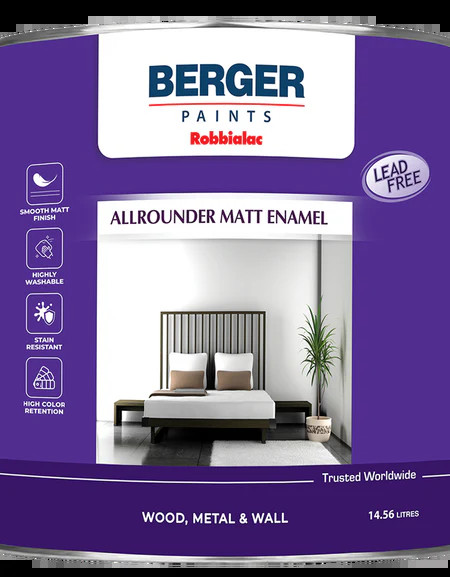 BERGER
PAINTS
Robbialac
LEAD
FREE
ALLROUNDER MATT ENAMEL
SMOOTH MATT
FINISH
HIGHLY
WASHABLE
STAIN
RESISTANT
HIGH COLOR
RETENTION
Trusted Worldwide
WOOD, METAL & WALL
14.56 LITRES